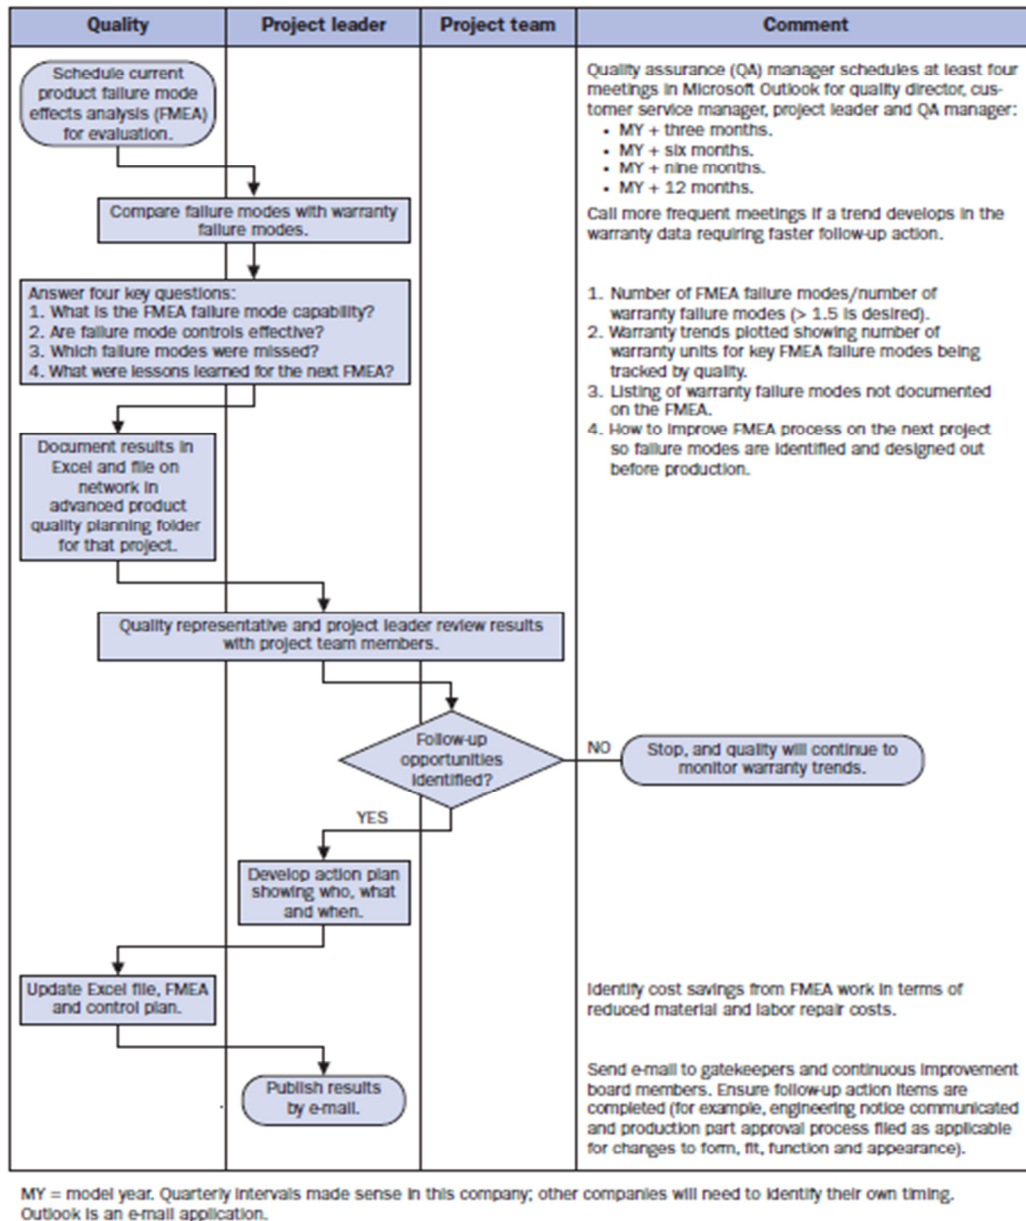 Quality
Project leader
Project team
Comment
Schedule current
product failure mode
effects analysis (FMEA)
for evaluation.
Quality assurance (QA) manager schedules at least four
meetings in Microsoft Outlook for quality director, cus-
tomer service manager, project leader and QA manager:
• MY + three months.
• MY + six months.
• MY + nine months.
• MY + 12 months.
Compare failure modes with warranty
failure modes.
Call more frequent meetings if a trend develops in the
warranty data requiring faster follow-up action.
Answer four key questions:
1. What is the FMEA failure mode capability?
2. Are failure mode controls effective?
3. Which failure modes were missed?
4. What were lessons learned for the next FMEA?
1. Number of FMEA failure modes/number of
warranty failure modes (> 1.5 is desired).
2. Warranty trends plotted showing number of
warranty units for key FMEA failure modes being
tracked by quality.
3. Listing of warranty failure modes not documented
on the FMEA.
4. How to improve FMEA process on the next project
so failure modes are identified and designed out
before production.
Document results in
Excel and file on
network in
advanced product
quality planning folder
for that project.
Quality representative and project leader review results
with project team members.
Follow-up
opportunities
identified?
NO
Stop, and quality will continue to
monitor warranty trends.
YES
Develop action plan
showing who, what
and when.
Update Excel file, FMEA
and control plan.
Identify cost savings from FMEA work in terms of
reduced material and labor repair costs.
Publish results
by e-mail.
Send e-mail to gatekeepers and continuous improvement
board members. Ensure follow-up action items are
completed (for example, engineering notice communicated
and production part approval process filed as applicable
for changes to form, fit, function and appearance).
MY = model year. Quarterly intervals made sense in this company; other companies will need to identify their own timing.
Outlook is an e-mail application.